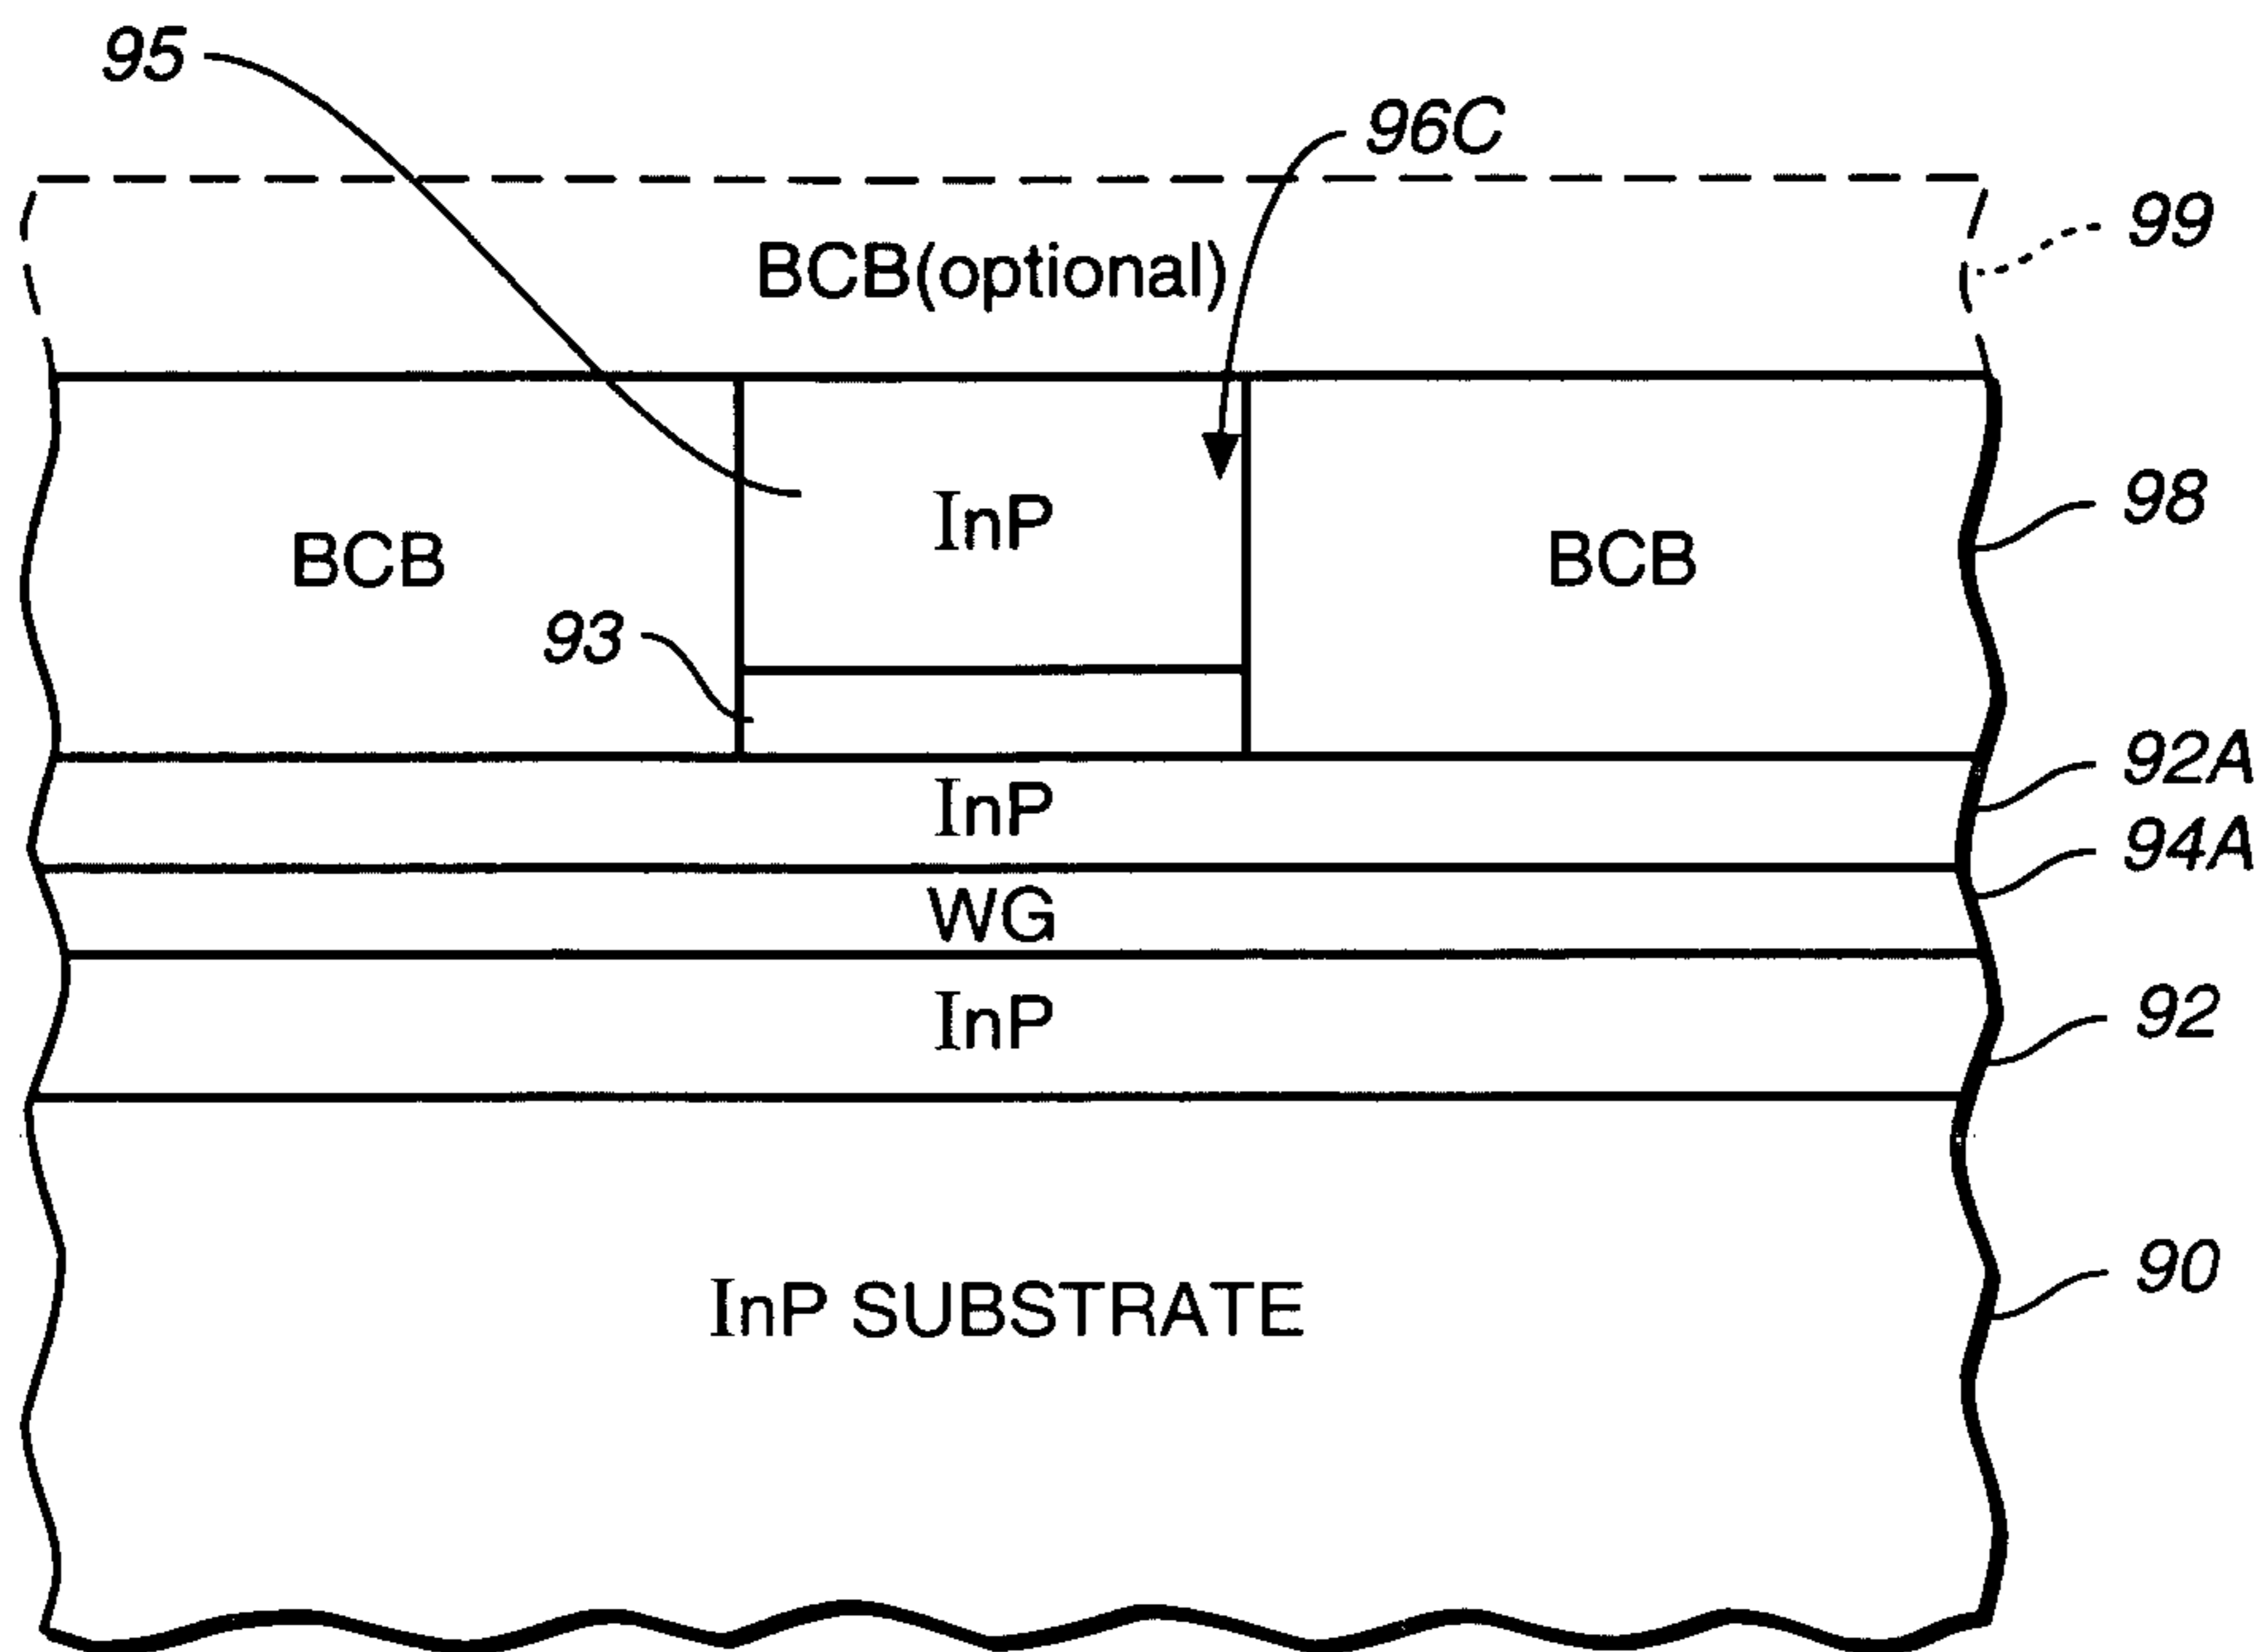 95
96C
99
BCB(optional)
98
InP
BCB
BCB
93
92A
InP
94A
WG
92
InP
90
InP SUBSTRATE